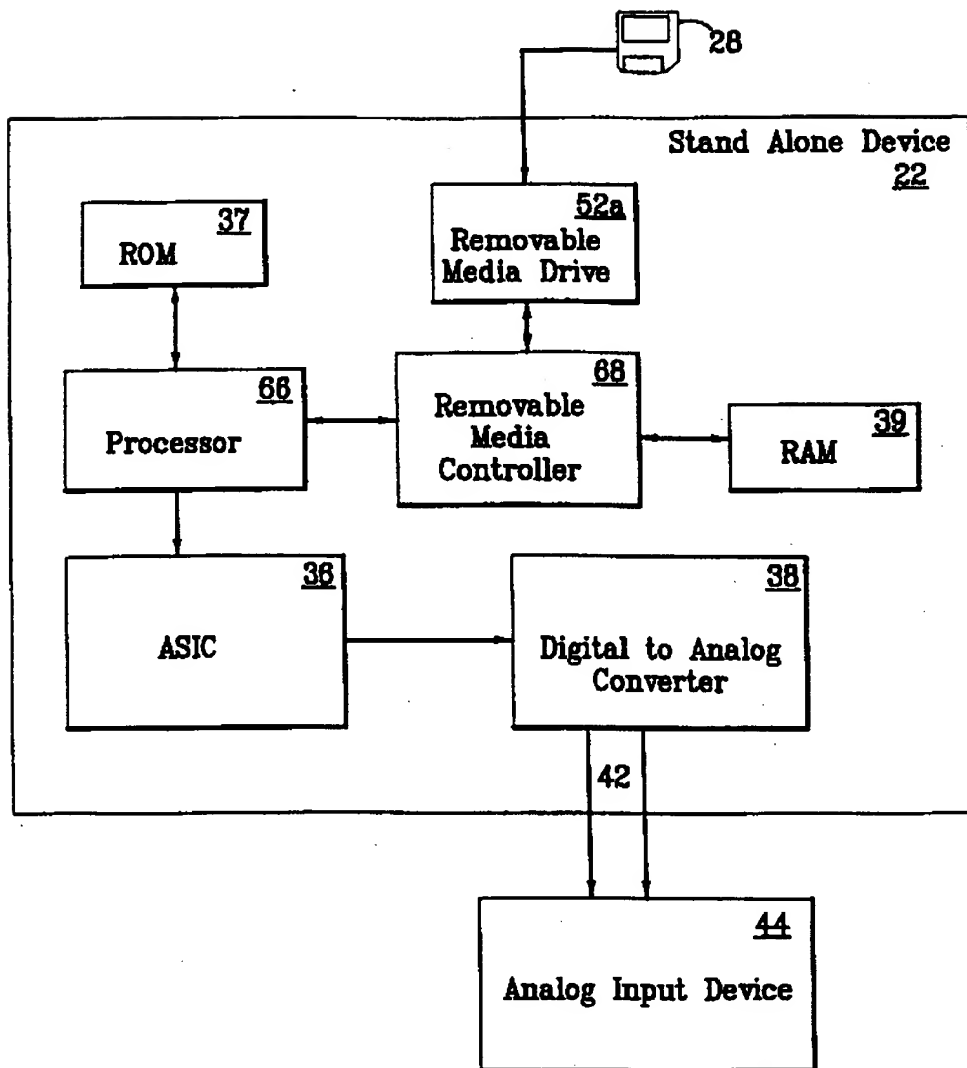 28
Stand Alone Device
22
52a
Removable
Media Drive
37
ROM
66
Processor
68
Removable
Media
Controller
39
RAM
36
ASIC
38
Digital to Analog
Converter
42
44
Analog Input Device